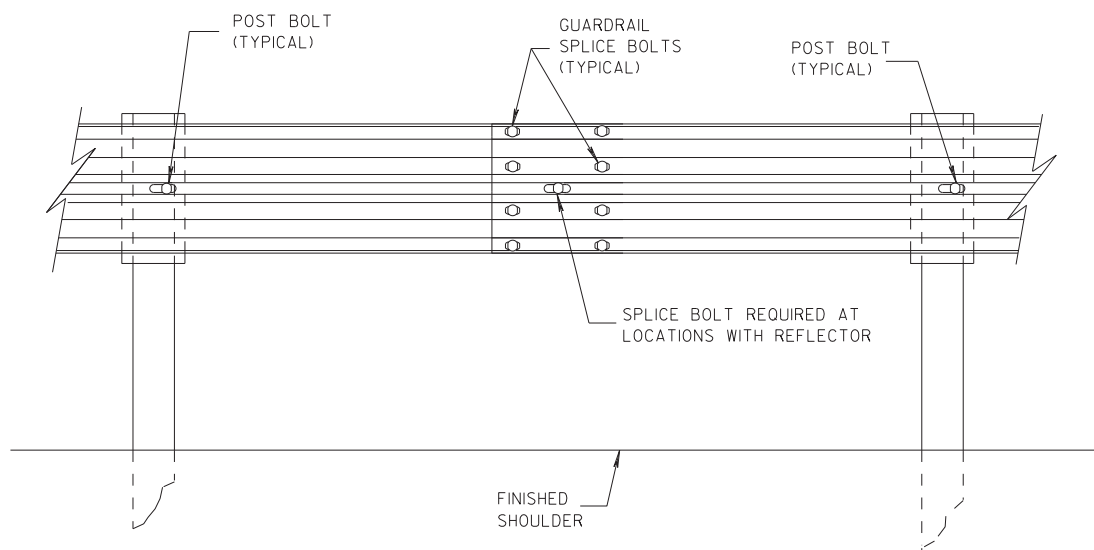 POST BOLT
(TYPICAL)
GUARDRAIL
SPLICE BOLTS
(TYPICAL)
POST BOLT
(TYPICAL)
SPLICE BOLT REQUIRED AT
LOCATIONS WITH REFLECTOR
FINISHED
SHOULDER